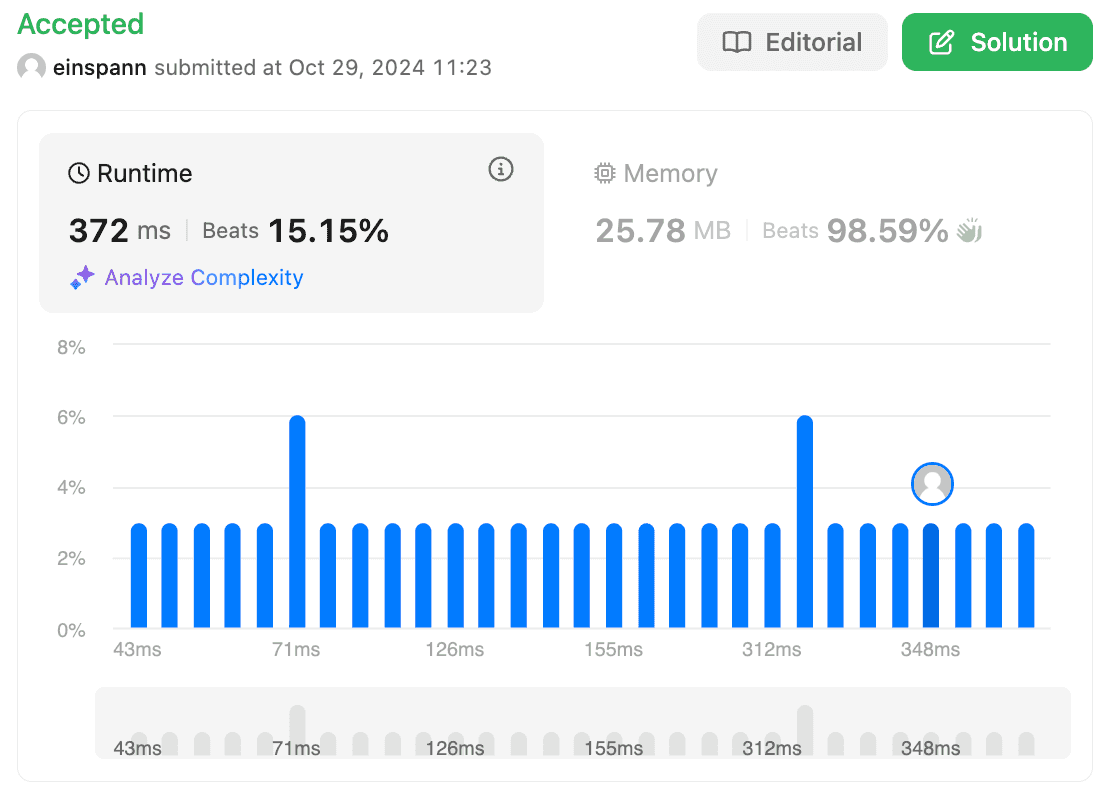 Accepted
einspann submitted at Oct 29, 2024 11:23
Editorial
Solution
Runtime
372 ms Beats 15.15%
Analyze Complexity
Memory
25.78 MB Beats 98.59%
8%
6%
4%
2%
0%
43ms 71ms 126ms 155ms 312ms 348ms
43ms 71ms 126ms 155ms 312ms 348ms